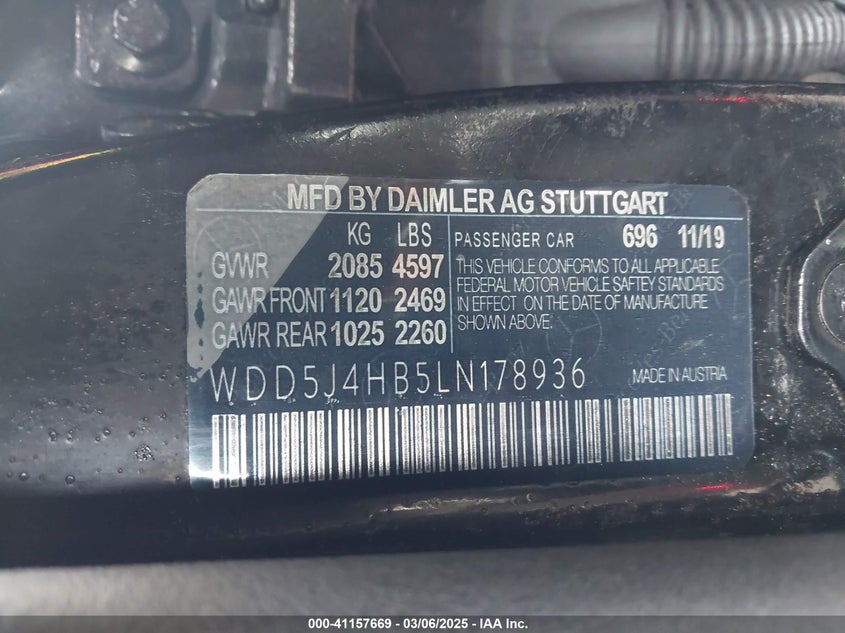 MFD BY DAIMLER AG STUTTGART
KG LBS
GVWR 2085 4597
GAWR FRONT 1120 2469
GAWR REAR 1025 2260
PASSENGER CAR 696 11/19
THIS VEHICLE CONFORMS TO ALL APPLICABLE
FEDERAL MOTOR VEHICLE SAFTEY STANDARDS
IN EFFECT ON THE DATE OF MANUFACTURE
SHOWN ABOVE.
WDD5J4HB5LN178936 MADE IN AUSTRIA
000-41157669 — 03/06/2025 — IAA Inc.